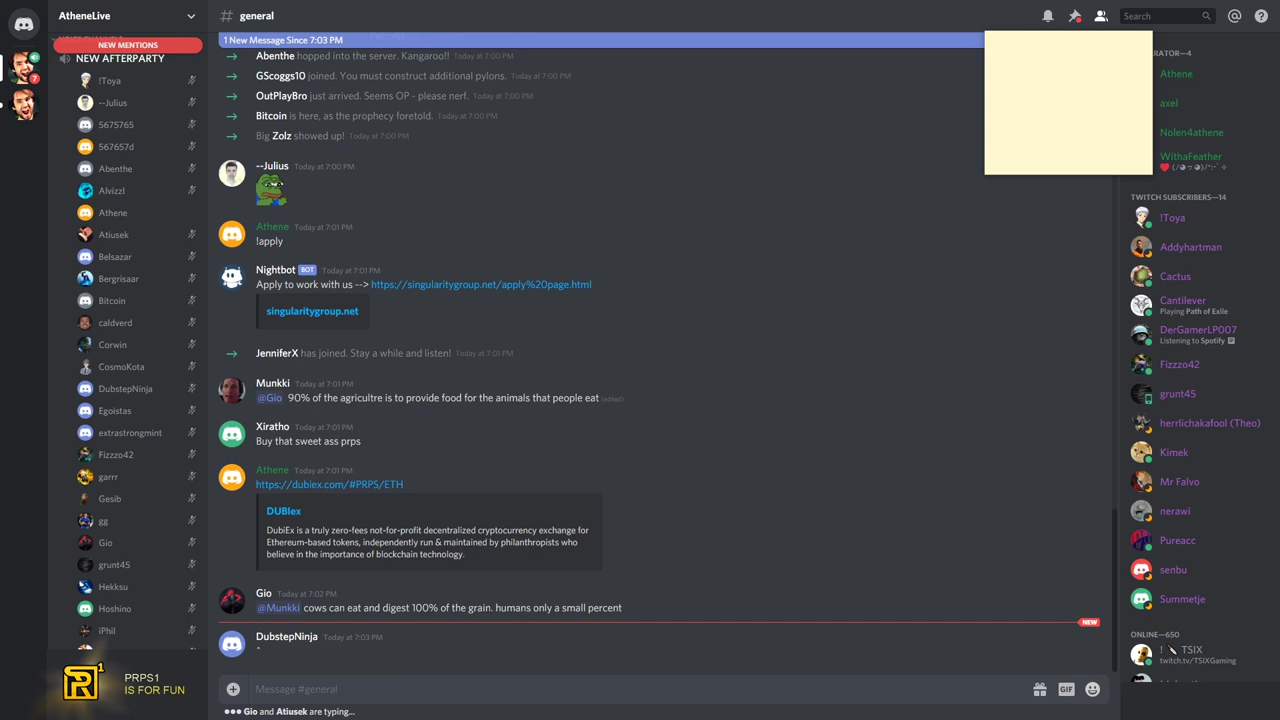 AtheneLive
general
Search
NEW MENTIONS
NEW AFTERPARTY
!Toya
--Julius
5675765
567657d
Abenthe
Alvizzl
Athene
Atiusek
Belsazar
Bergrisaar
Bitcoin
caldverd
Corwin
CosmoKota
DubstepNinja
Egoistas
extrastrongmint
Fizzzo42
garrr
Gesib
gg
Gio
grunt45
Hekksu
Hoshino
iPhil
PRPS1
IS FOR FUN
1 New Message Since 7:03 PM
Abenthe hopped into the server. Kangaroo!! Today at 7:00 PM
GScoggs10 joined. You must construct additional pylons. Today at 7:00 PM
OutPlayBro just arrived. Seems OP - please nerf. Today at 7:00 PM
Bitcoin is here, as the prophecy foretold. Today at 7:00 PM
Big Zolz showed up! Today at 7:00 PM
--Julius Today at 7:00 PM
Athene Today at 7:01 PM
!apply
Nightbot BOT Today at 7:01 PM
Apply to work with us --> https://singularitygroup.net/apply%20page.html
singularitygroup.net
JenniferX has joined. Stay a while and listen! Today at 7:01 PM
Munkki Today at 7:01 PM
@Gio 90% of the agricultre is to provide food for the animals that people eat (edited)
Xiratho Today at 7:01 PM
Buy that sweet ass prps
Athene Today at 7:01 PM
https://dubiex.com/#PRPS/ETH
DUBIex
DubiEx is a truly zero-fees not-for-profit decentralized cryptocurrency exchange for
Ethereum-based tokens, independently run & maintained by philanthropists who
believe in the importance of blockchain technology.
Gio Today at 7:02 PM
@Munkki cows can eat and digest 100% of the grain. humans only a small percent
NEW
DubstepNinja Today at 7:03 PM
Message #general
GIF
Gio and Atiusek are typing...
RATOR—4
Athene
axel
Nolen4athene
WithaFeather
TWITCH SUBSCRIBERS—14
!Toya
Addyhartman
Cactus
Cantilever
Playing Path of Exile
DerGamerLP007
Listening to Spotify
Fizzzo42
grunt45
herrlichakafool (Theo)
Kimek
Mr Falvo
nerawi
Pureacc
senbu
Summetje
ONLINE—650
! TSIX
twitch.tv/TSIXGaming